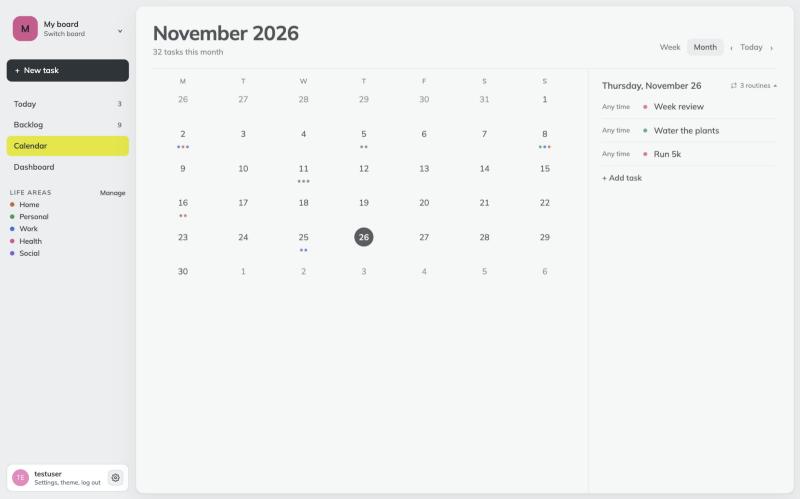 M
My board
Switch board
+ New task
Today 3
Backlog 9
Calendar
Dashboard
LIFE AREAS Manage
Home
Personal
Work
Health
Social
TE
testuser
Settings, theme, log out
November 2026
32 tasks this month
Week Month ‹ Today ›
M T W T F S S
26 27 28 29 30 31 1
2 3 4 5 6 7 8
9 10 11 12 13 14 15
16 17 18 19 20 21 22
23 24 25 26 27 28 29
30 1 2 3 4 5 6
Thursday, November 26 3 routines
Any time Week review
Any time Water the plants
Any time Run 5k
+ Add task